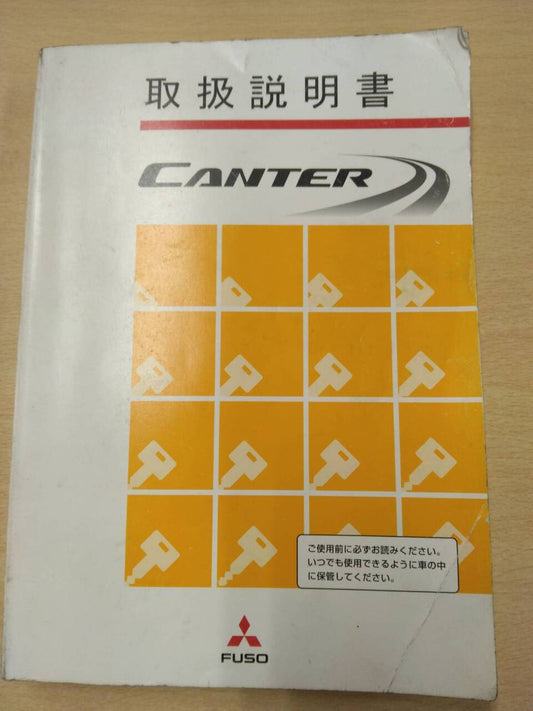 取扱説明書
CANTER
ご使用前に必ずお読みください。
いつでも使用できるように車の中
に保管してください。
FUSO